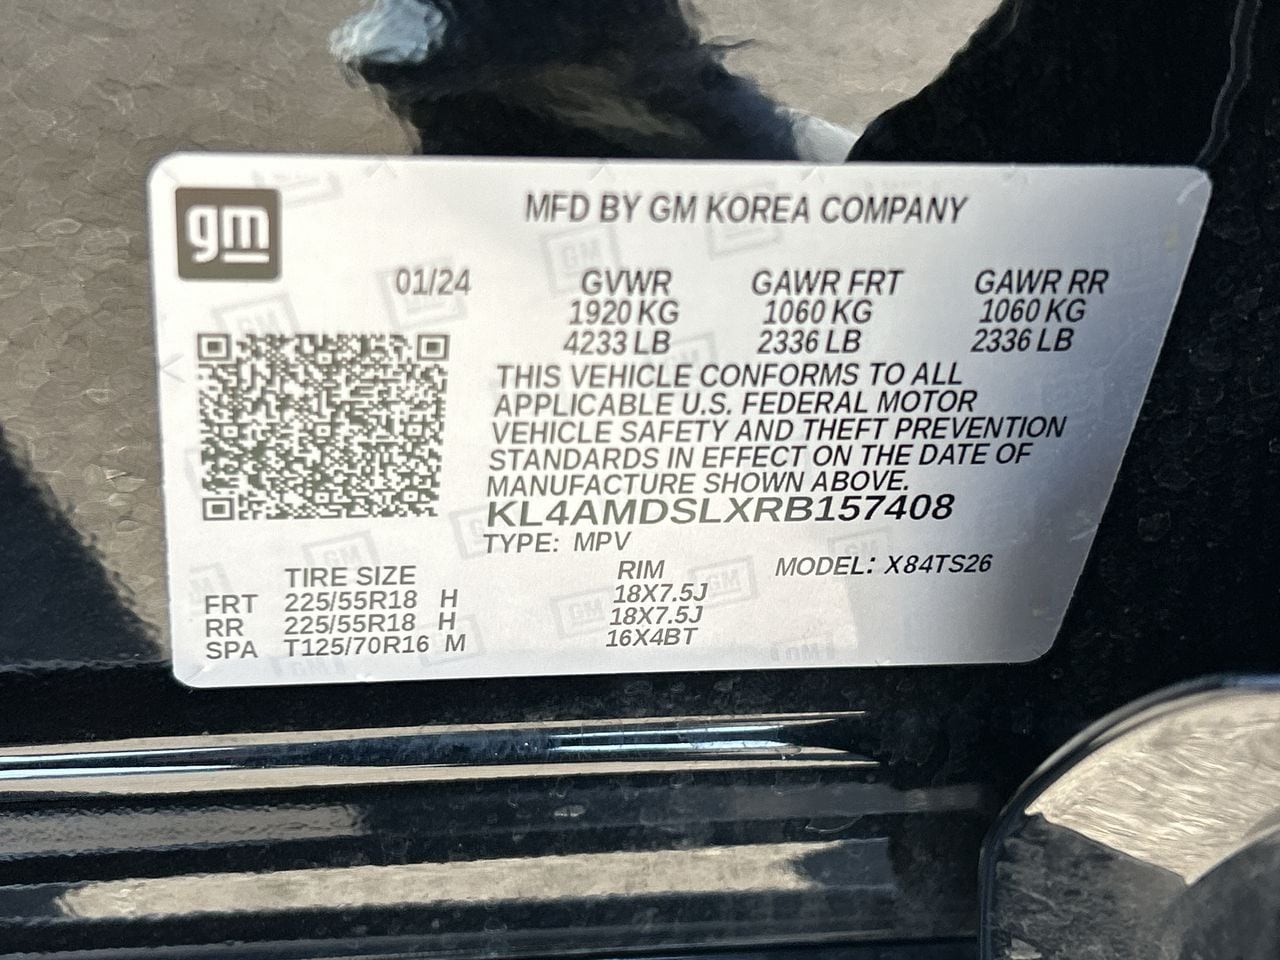 gm
MFD BY GM KOREA COMPANY
01/24 GVWR GAWR FRT GAWR RR
1920 KG 1060 KG 1060 KG
4233 LB 2336 LB 2336 LB
THIS VEHICLE CONFORMS TO ALL
APPLICABLE U.S. FEDERAL MOTOR
VEHICLE SAFETY AND THEFT PREVENTION
STANDARDS IN EFFECT ON THE DATE OF
MANUFACTURE SHOWN ABOVE.
KL4AMDSLXRB157408
TYPE: MPV
MODEL: X84TS26
TIRE SIZE RIM
FRT 225/55R18 H 18X7.5J
RR 225/55R18 H 18X7.5J
SPA T125/70R16 M 16X4BT